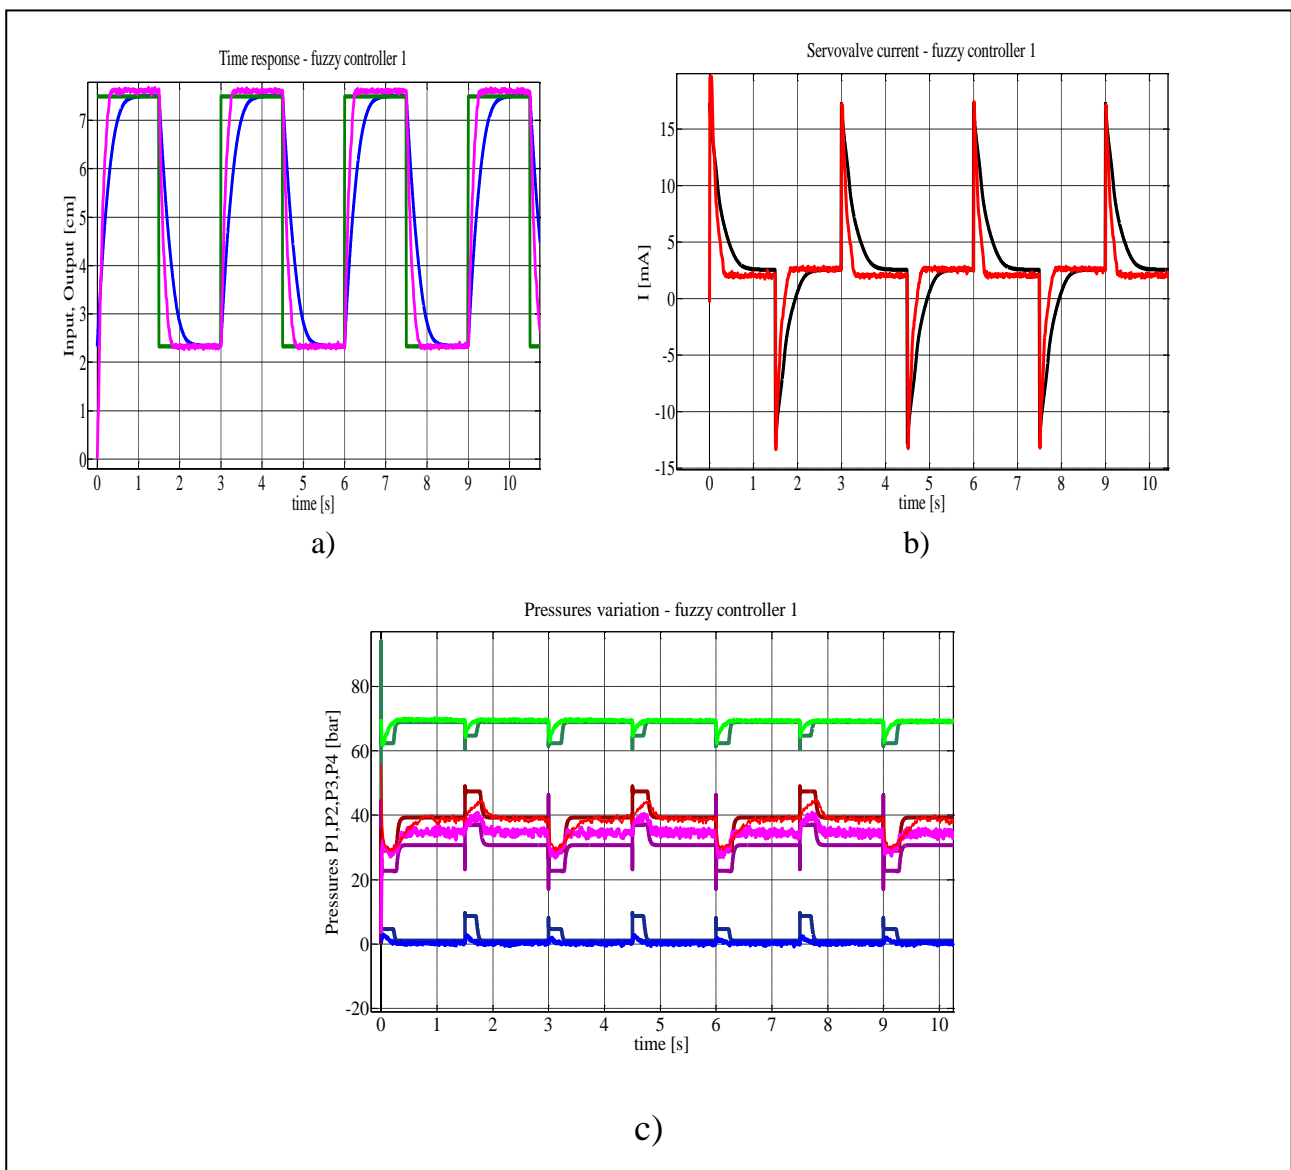 Time response - fuzzy controller 1
Input, Output [cm]
7
6
5
4
3
2
1
0
0 1 2 3 4 5 6 7 8 9 10
time [s]
a)
Servovalve current - fuzzy controller 1
I [mA]
15
10
5
0
-5
-10
-15
0 1 2 3 4 5 6 7 8 9 10
time [s]
b)
Pressures variation - fuzzy controller 1
Pressures P1,P2,P3,P4 [bar]
80
60
40
20
0
-20
0 1 2 3 4 5 6 7 8 9 10
time [s]
c)